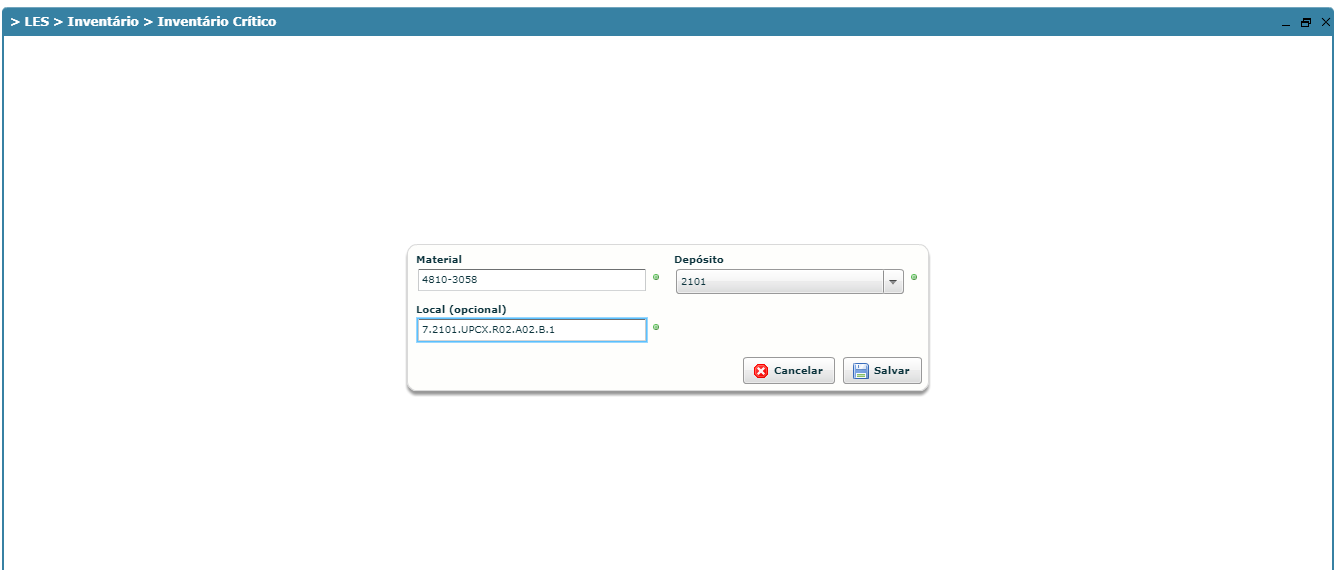 > LES > Inventário > Inventário Crítico
Material
Depósito
4810-3058
2101
Local (opcional)
7.2101.UPCX.R02.A02.B.1
Cancelar
Salvar